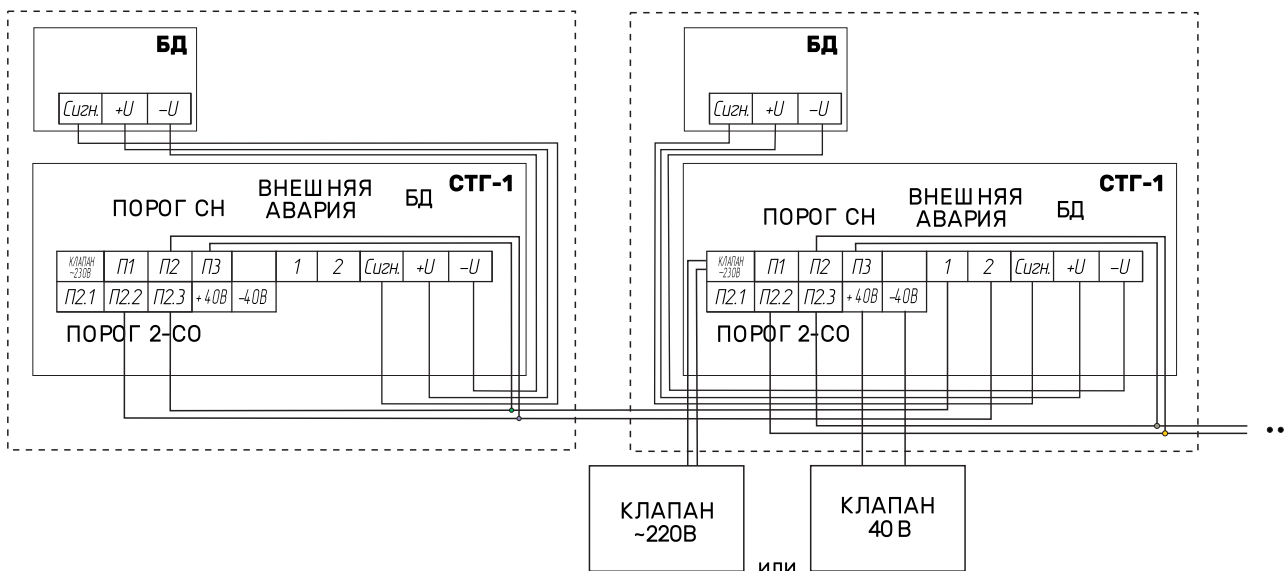 БД
Сигн. +U –U
СТГ-1
ПОРОГ СН
ВНЕШНЯЯ
АВАРИЯ
БД
КЛАПАН
~230В
П1 П2 П3 1 2 Сигн. +U –U
П2.1 П2.2 П2.3 +40В -40В
ПОРОГ 2-СО
БД
Сигн. +U –U
СТГ-1
ПОРОГ СН
ВНЕШНЯЯ
АВАРИЯ
БД
КЛАПАН
~230В
П1 П2 П3 1 2 Сигн. +U –U
П2.1 П2.2 П2.3 +40В -40В
ПОРОГ 2-СО
КЛАПАН
~220В
или
КЛАПАН
40 В